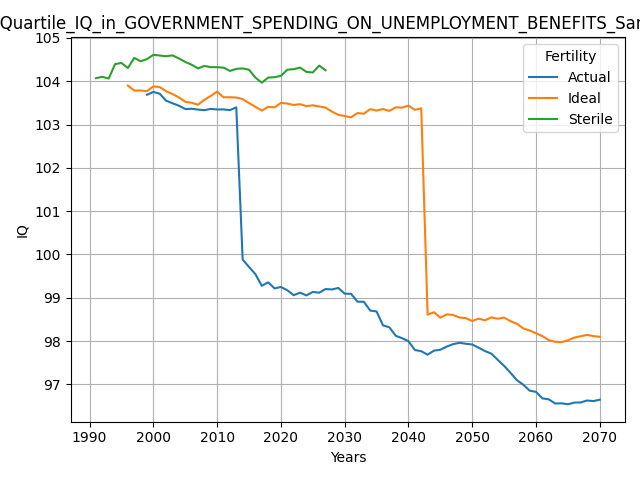 Quartile_IQ_in_GOVERNMENT_SPENDING_ON_UNEMPLOYMENT_BENEFITS_Sa
105
104
103
102
101
100
99
98
97
IQ
Fertility
Actual
Ideal
Sterile
1990 2000 2010 2020 2030 2040 2050 2060 2070
Years